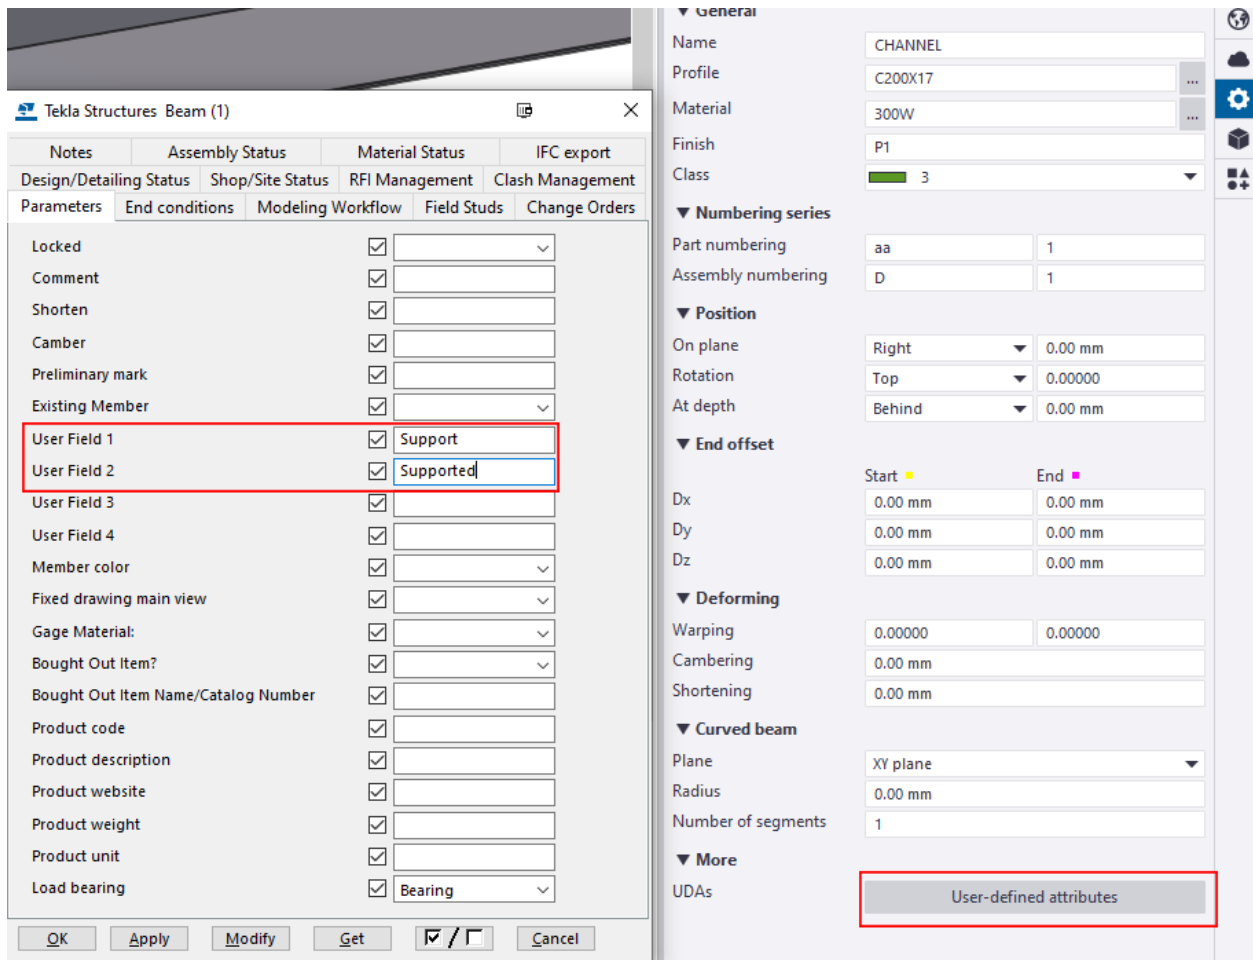 Tekla Structures Beam (1)
Notes Assembly Status Material Status IFC export
Design/Detailing Status Shop/Site Status RFI Management Clash Management
Parameters End conditions Modeling Workflow Field Studs Change Orders
Locked
Comment
Shorten
Camber
Preliminary mark
Existing Member
User Field 1 Support
User Field 2 Supported
User Field 3
User Field 4
Member color
Fixed drawing main view
Gage Material:
Bought Out Item?
Bought Out Item Name/Catalog Number
Product code
Product description
Product website
Product weight
Product unit
Load bearing Bearing
OK Apply Modify Get / Cancel
General
Name CHANNEL
Profile C200X17 ...
Material 300W ...
Finish P1
Class 3
Numbering series
Part numbering aa 1
Assembly numbering D 1
Position
On plane Right 0.00 mm
Rotation Top 0.00000
At depth Behind 0.00 mm
End offset
Start End
Dx 0.00 mm 0.00 mm
Dy 0.00 mm 0.00 mm
Dz 0.00 mm 0.00 mm
Deforming
Warping 0.00000 0.00000
Cambering 0.00 mm
Shortening 0.00 mm
Curved beam
Plane XY plane
Radius 0.00 mm
Number of segments 1
More
UDAs User-defined attributes